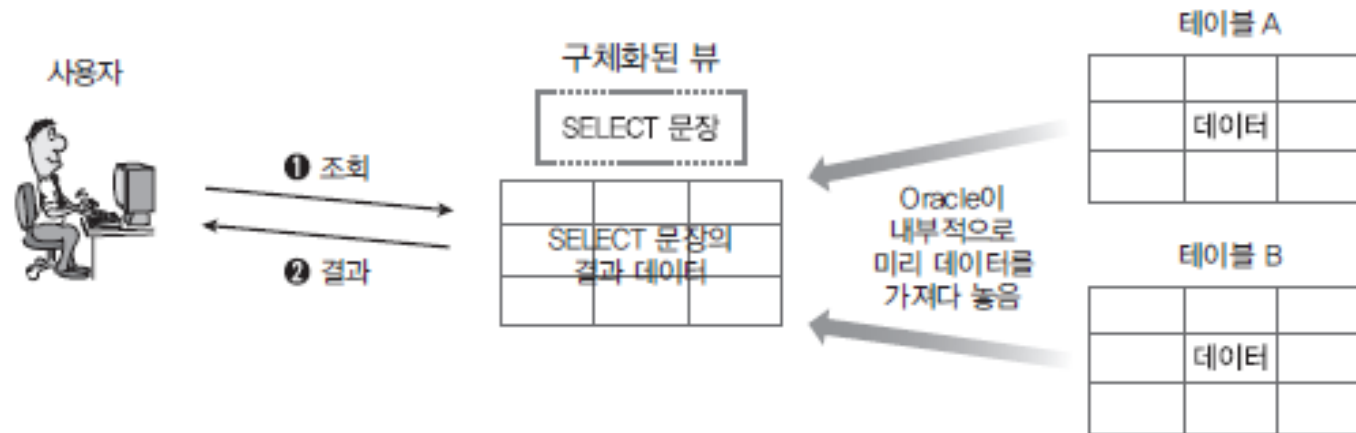 사용자
❶ 조회
❷ 결과
구체화된 뷰
SELECT 문장
SELECT 문장의
결과 데이터
Oracle이
내부적으로
미리 데이터를
가져다 놓음
테이블 A
데이터
테이블 B
데이터